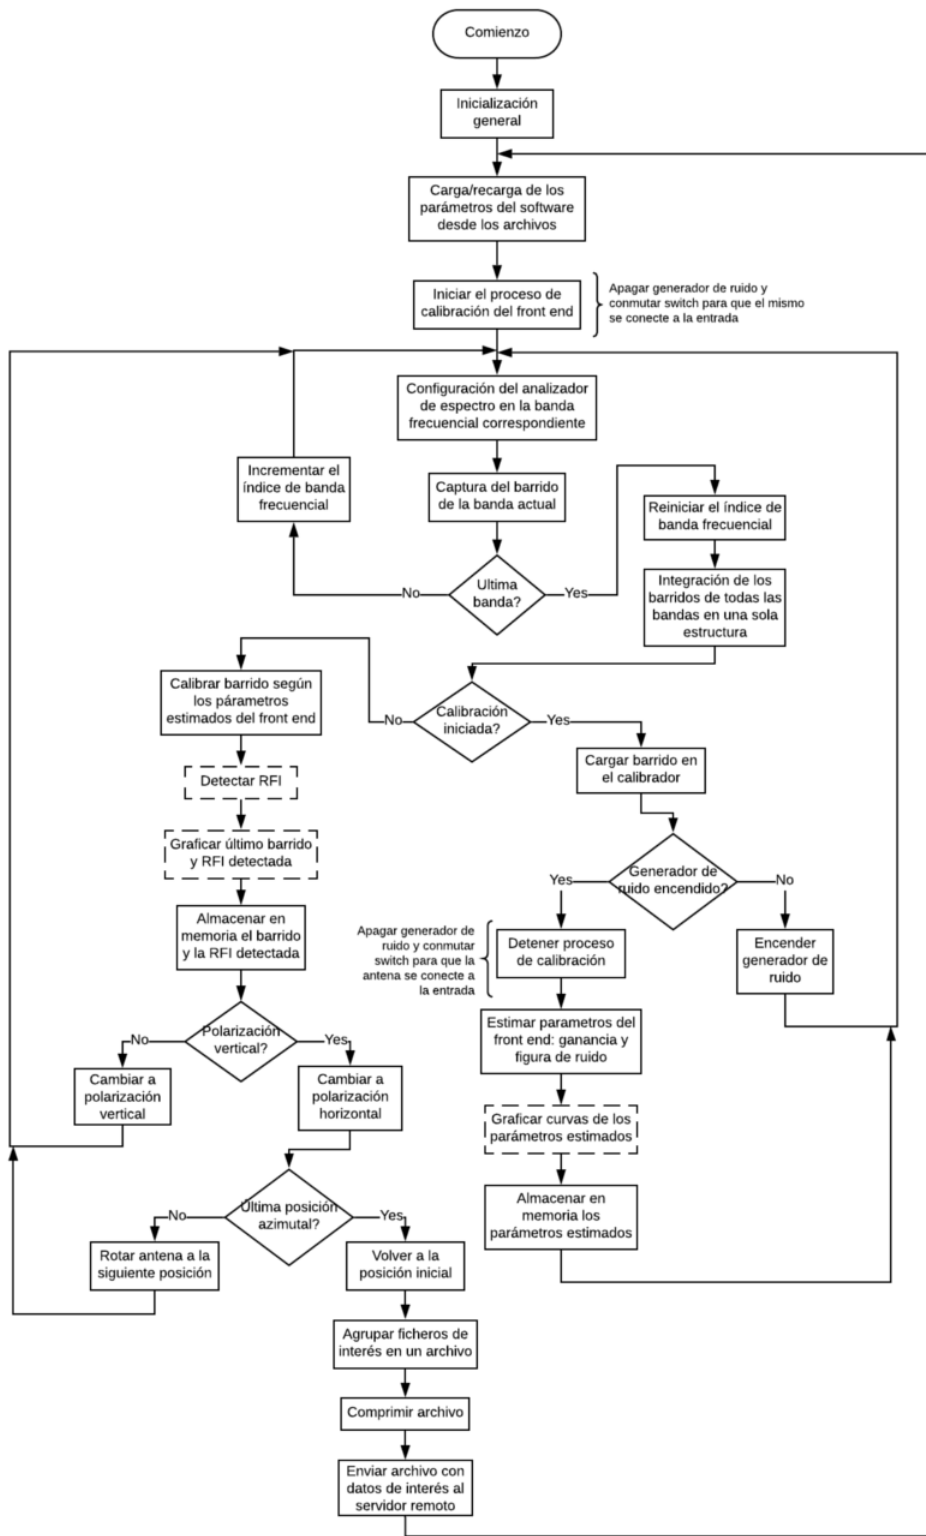 Comienzo
Inicialización
general
Carga/recarga de los
parámetros del software
desde los archivos
Iniciar el proceso de
calibración del front end
Apagar generador de ruido y
conmutar switch para que el mismo
se conecte a la entrada
Configuración del analizador
de espectro en la banda
frecuencial correspondiente
Incrementar el
índice de banda
frecuencial
Captura del barrido
de la banda actual
Reiniciar el índice de
banda frecuencial
No
Ultima
banda?
Yes
Integración de los
barridos de todas las
bandas en una sola
estructura
Calibrar barrido según
los párametros
estimados del front end
No
Calibración
iniciada?
Yes
Cargar barrido en
el calibrador
Detectar RFI
Graficar último barrido
y RFI detectada
Yes
Generador de
ruido encendido?
No
Almacenar en
memoria el barrido
y la RFI detectada
Apagar generador de
ruido y conmutar
switch para que la
antena se conecte a
la entrada
Detener proceso
de calibración
Encender
generador de
ruido
Estimar parametros del
front end: ganancia y
figura de ruido
No
Polarización
vertical?
Yes
Cambiar a
polarización
vertical
Cambiar a
polarización
horizontal
Graficar curvas de los
parámetros estimados
Almacenar en
memoria los
parámetros estimados
No
Última posición
azimutal?
Yes
Rotar antena a la
siguiente posición
Volver a la
posición inicial
Agrupar ficheros de
interés en un archivo
Comprimir archivo
Enviar archivo con
datos de interés al
servidor remoto